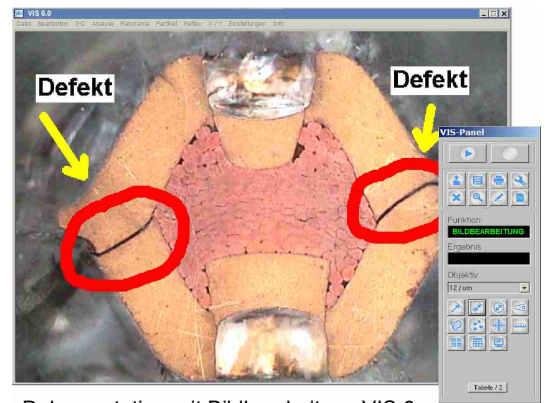 VIS 6.0
Datei Bearbeiten 3-D Analyse Panorama Partikel Reflex X / Y Einstellungen Info
Defekt
Defekt
VIS-Panel
Funktion
BILDBEARBEITUNG
Ergebnis
Objektiv:
12 / um
Tabelle / 2